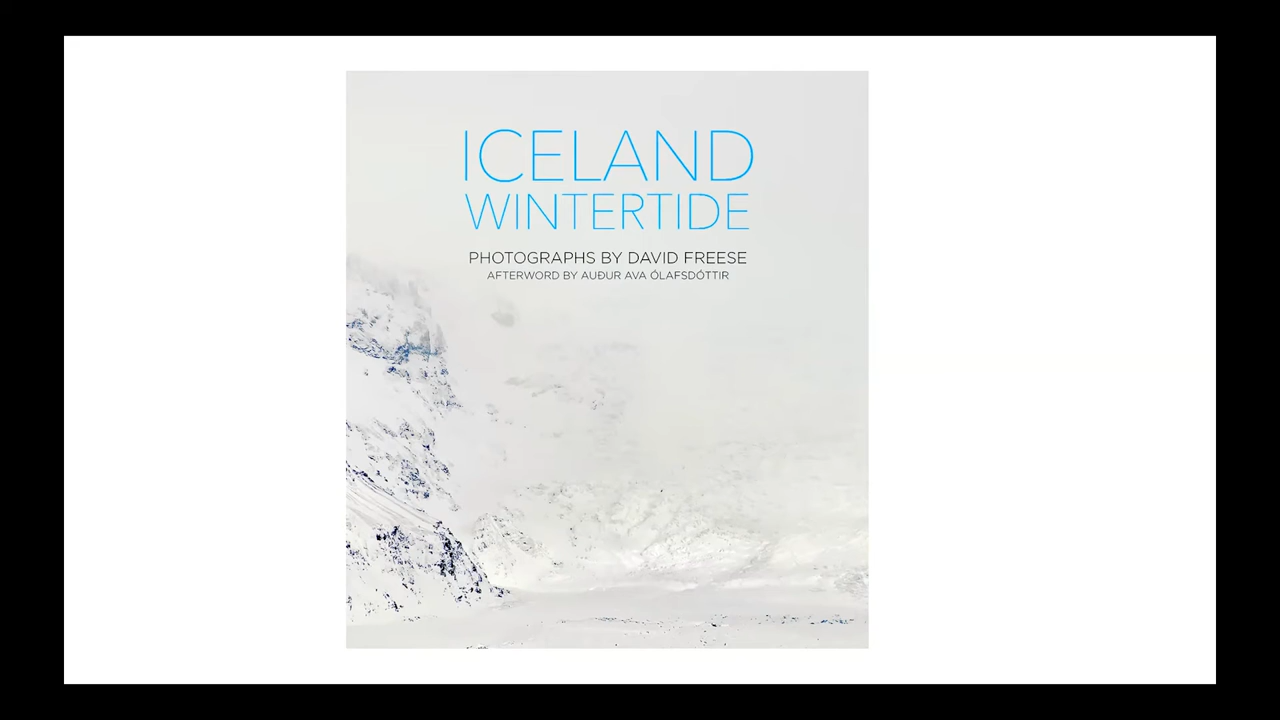 ICELAND
WINTERTIDE
PHOTOGRAPHS BY DAVID FREESE
AFTERWORD BY AUÐUR AVA ÓLAFSDÓTTIR